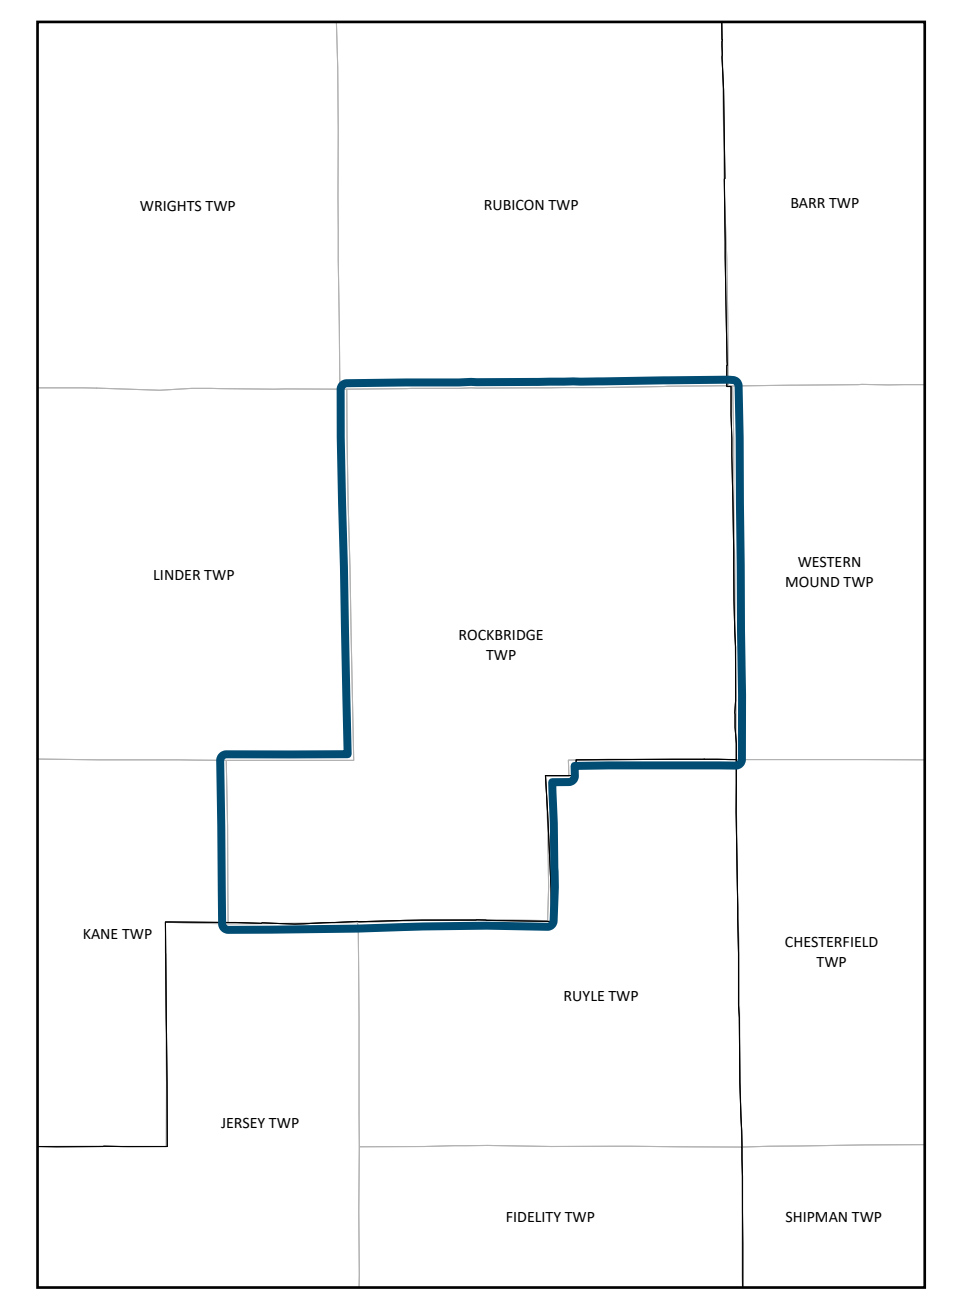 WRIGHTS TWP
RUBICON TWP
BARR TWP
LINDER TWP
WESTERN
MOUND TWP
ROCKBRIDGE
TWP
KANE TWP
CHESTERFIELD
TWP
RUYLE TWP
JERSEY TWP
FIDELITY TWP
SHIPMAN TWP